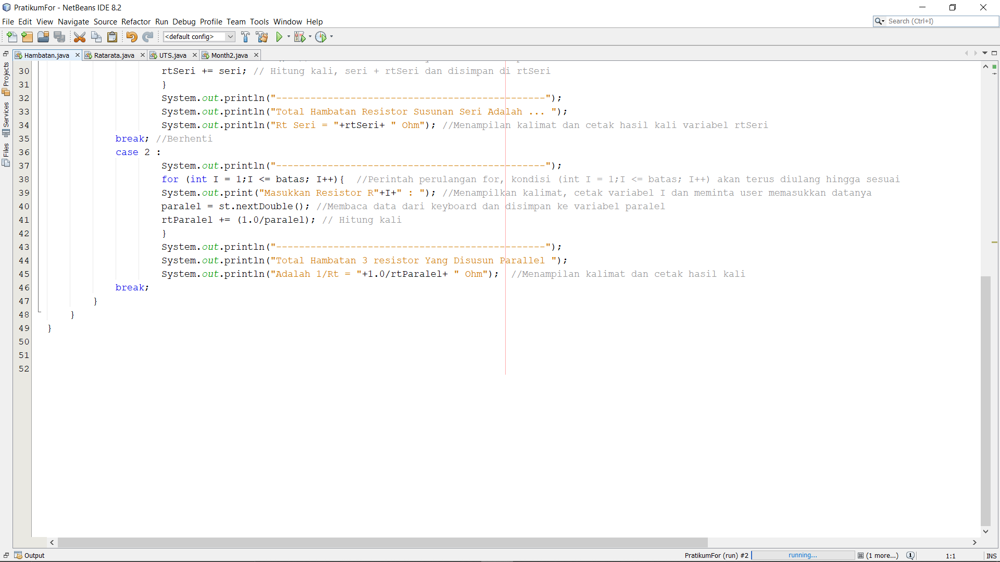 PratikumFor - NetBeans IDE 8.2
File Edit View Navigate Source Refactor Run Debug Profile Team Tools Window Help
Search (Ctrl+I)
<default config>
Hambatan.java Ratarata.java UTS.java Month2.java
Projects
Services
Files
30 rtSeri += seri; // Hitung kali, seri + rtSeri dan disimpan di rtSeri
31 }
32 System.out.println("-----------------------------------------------");
33 System.out.println("Total Hambatan Resistor Susunan Seri Adalah ... ");
34 System.out.println("Rt Seri = "+rtSeri+ " Ohm"); //Menampilan kalimat dan cetak hasil kali variabel rtSeri
35 break; //Berhenti
36 case 2 :
37 System.out.println("-----------------------------------------------");
38 for (int I = 1;I <= batas; I++){ //Perintah perulangan for, kondisi (int I = 1;I <= batas; I++) akan terus diulang hingga sesuai
39 System.out.print("Masukkan Resistor R"+I+" : "); //Menampilkan kalimat, cetak variabel I dan meminta user memasukkan datanya
40 paralel = st.nextDouble(); //Membaca data dari keyboard dan disimpan ke variabel paralel
41 rtParalel += (1.0/paralel); // Hitung kali
42 }
43 System.out.println("-----------------------------------------------");
44 System.out.println("Total Hambatan 3 resistor Yang Disusun Parallel ");
45 System.out.println("Adalah 1/Rt = "+1.0/rtParalel+ " Ohm"); //Menampilan kalimat dan cetak hasil kali
46 break;
47 }
48 }
49 }
50
51
52
Output
PratikumFor (run) #2 running... (1 more...) 1:1 INS